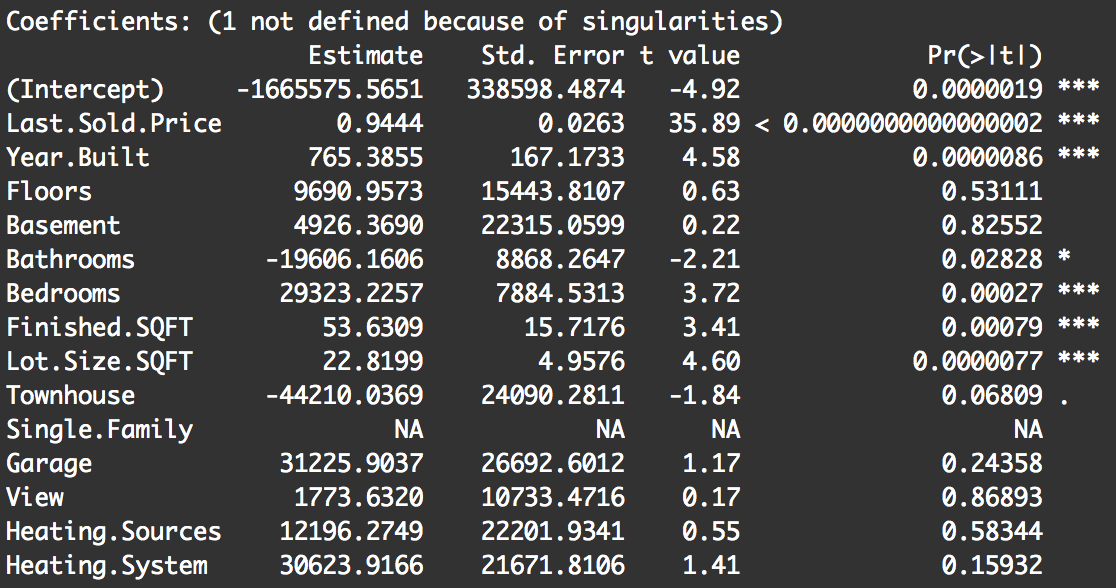 Coefficients: (1 not defined because of singularities)
Estimate Std. Error t value Pr(>|t|)
(Intercept) -1665575.5651 338598.4874 -4.92 0.0000019 ***
Last.Sold.Price 0.9444 0.0263 35.89 < 0.0000000000000002 ***
Year.Built 765.3855 167.1733 4.58 0.0000086 ***
Floors 9690.9573 15443.8107 0.63 0.53111
Basement 4926.3690 22315.0599 0.22 0.82552
Bathrooms -19606.1606 8868.2647 -2.21 0.02828 *
Bedrooms 29323.2257 7884.5313 3.72 0.00027 ***
Finished.SQFT 53.6309 15.7176 3.41 0.00079 ***
Lot.Size.SQFT 22.8199 4.9576 4.60 0.0000077 ***
Townhouse -44210.0369 24090.2811 -1.84 0.06809 .
Single.Family NA NA NA NA
Garage 31225.9037 26692.6012 1.17 0.24358
View 1773.6320 10733.4716 0.17 0.86893
Heating.Sources 12196.2749 22201.9341 0.55 0.58344
Heating.System 30623.9166 21671.8106 1.41 0.15932